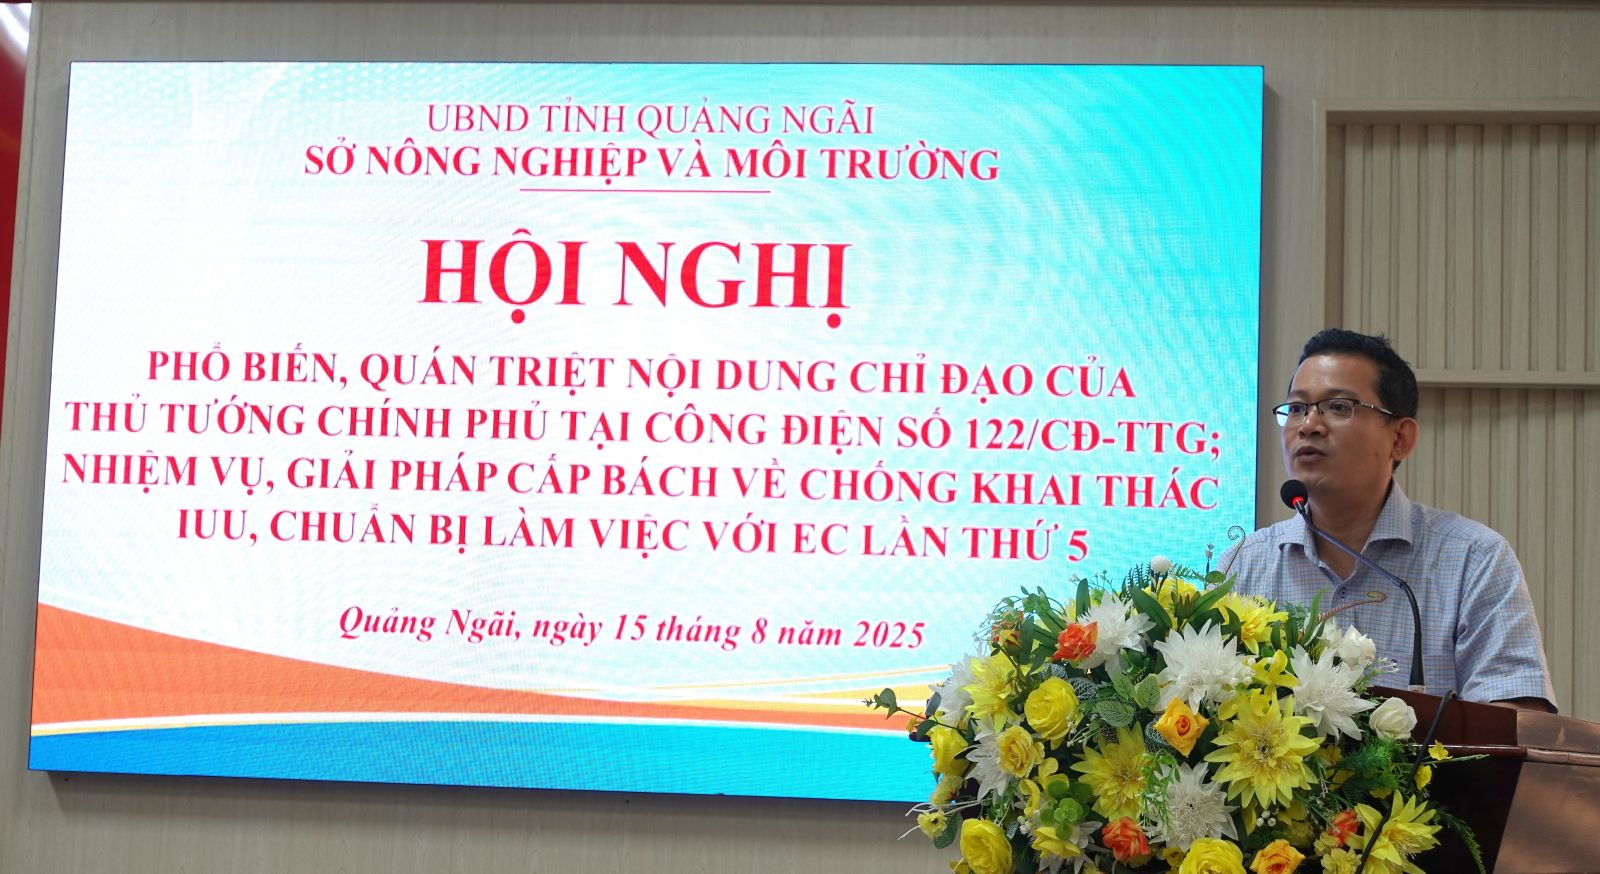 UBND TỈNH QUẢNG NGÃI
SỞ NÔNG NGHIỆP VÀ MÔI TRƯỜNG
HỘI NGHỊ
PHỔ BIẾN, QUÁN TRIỆT NỘI DUNG CHỈ ĐẠO CỦA
THỦ TƯỚNG CHÍNH PHỦ TẠI CÔNG ĐIỆN SỐ 122/CĐ-TTG;
NHIỆM VỤ, GIẢI PHÁP CẤP BÁCH VỀ CHỐNG KHAI THÁC
IUU, CHUẨN BỊ LÀM VIỆC VỚI EC LẦN THỨ 5
Quảng Ngãi, ngày 15 tháng 8 năm 2025